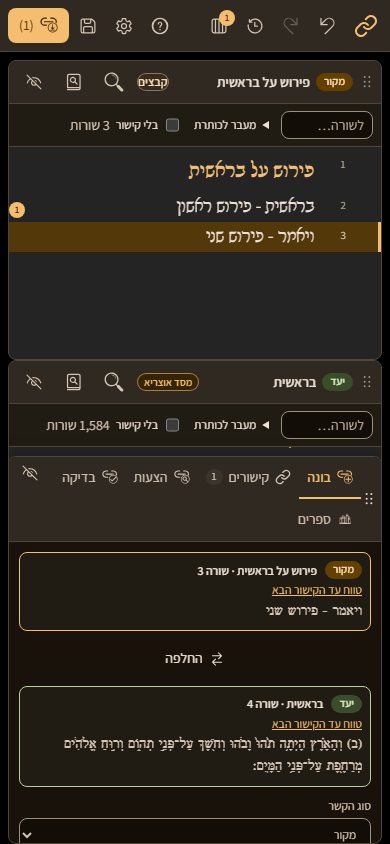 (1)
1
מקור פירוש על בראשית קבצים
לשורה... מעבר לכותרת בלי קישור 3 שורות
1 פירוש על בראשית
2 בראשית - פירוש ראשון 1
3 ויאמר - פירוש שני
יעד בראשית מסד אוצריא
לשורה... מעבר לכותרת בלי קישור 1,584 שורות
בונה קישורים 1 הצעות בדיקה
ספרים
מקור פירוש על בראשית · שורה 3
טווח עד הקישור הבא
ויאמר - פירוש שני
החלפה
יעד בראשית · שורה 4
טווח עד הקישור הבא
(ב) וְהָאָ֗רֶץ הָיְתָ֥ה תֹ֙הוּ֙ וָבֹ֔הוּ וְחֹ֖שֶׁךְ עַל־פְּנֵ֣י תְה֑וֹם וְר֣וּחַ אֱלֹהִ֔ים
מְרַחֶ֖פֶת עַל־פְּנֵ֥י הַמָּֽיִם:
סוג הקשר
מקור